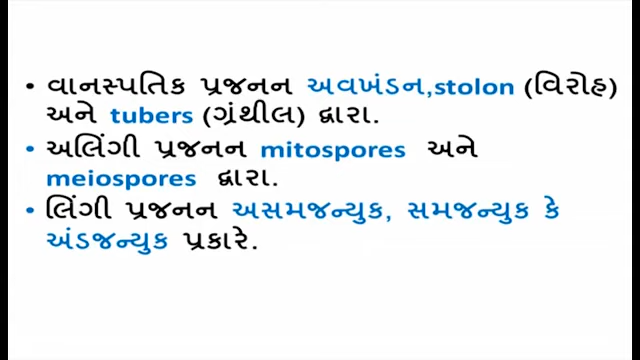 • વાનસ્પતિક પ્રજનન અવખંડન,stolon (વિરોહ)
અને tubers (ગ્રંથીલ) દ્વારા.
• અલિંગી પ્રજનન mitospores અને
meiospores દ્વારા.
• લિંગી પ્રજનન અસમજન્યુક, સમજન્યુક કે
અંડજન્યુક પ્રકારે.